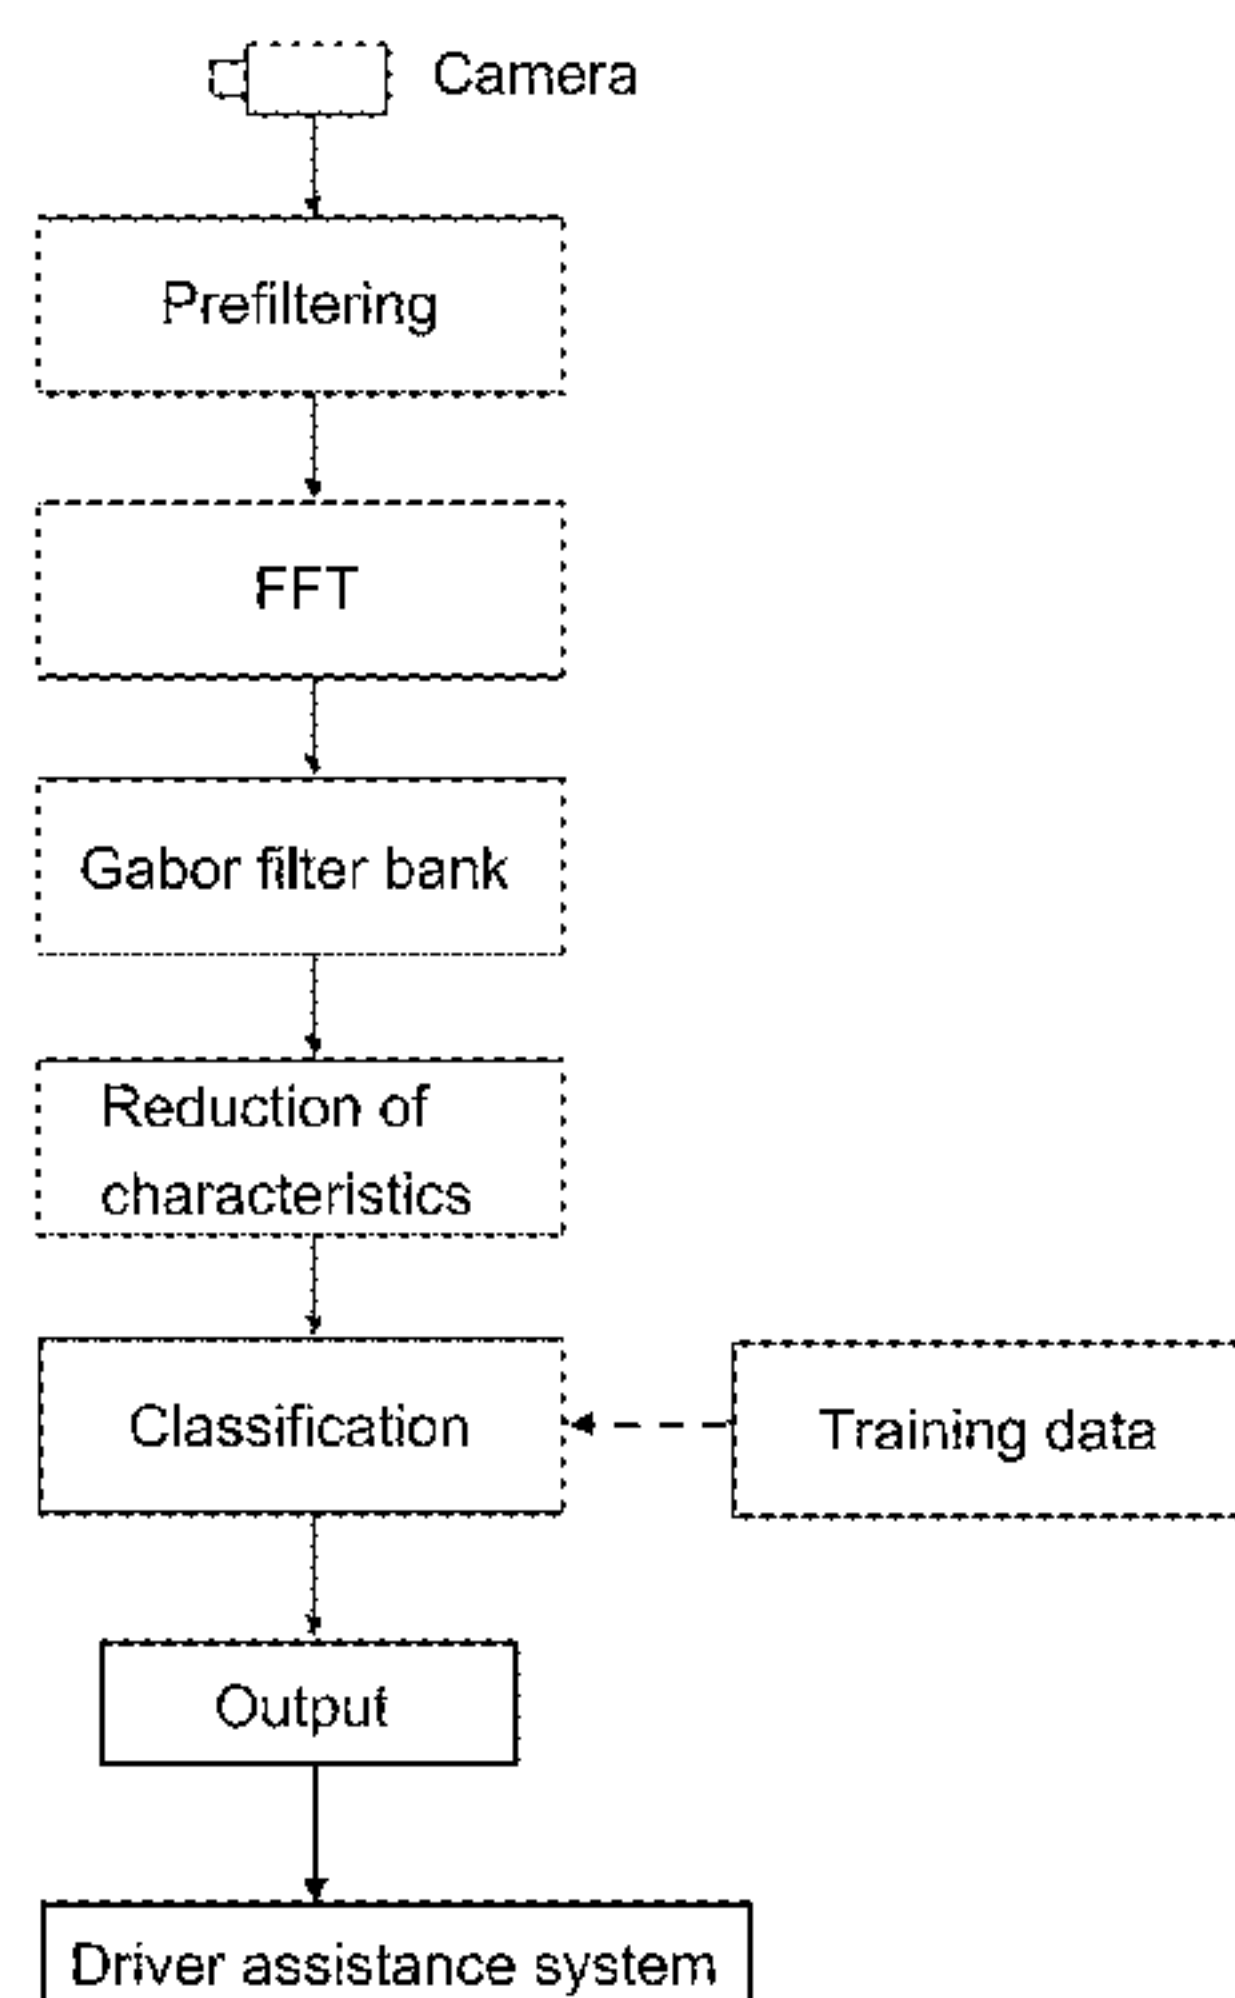 Camera
Prefiltering
FFT
Gabor filter bank
Reduction of
characteristics
Classification
Training data
Output
Driver assistance system